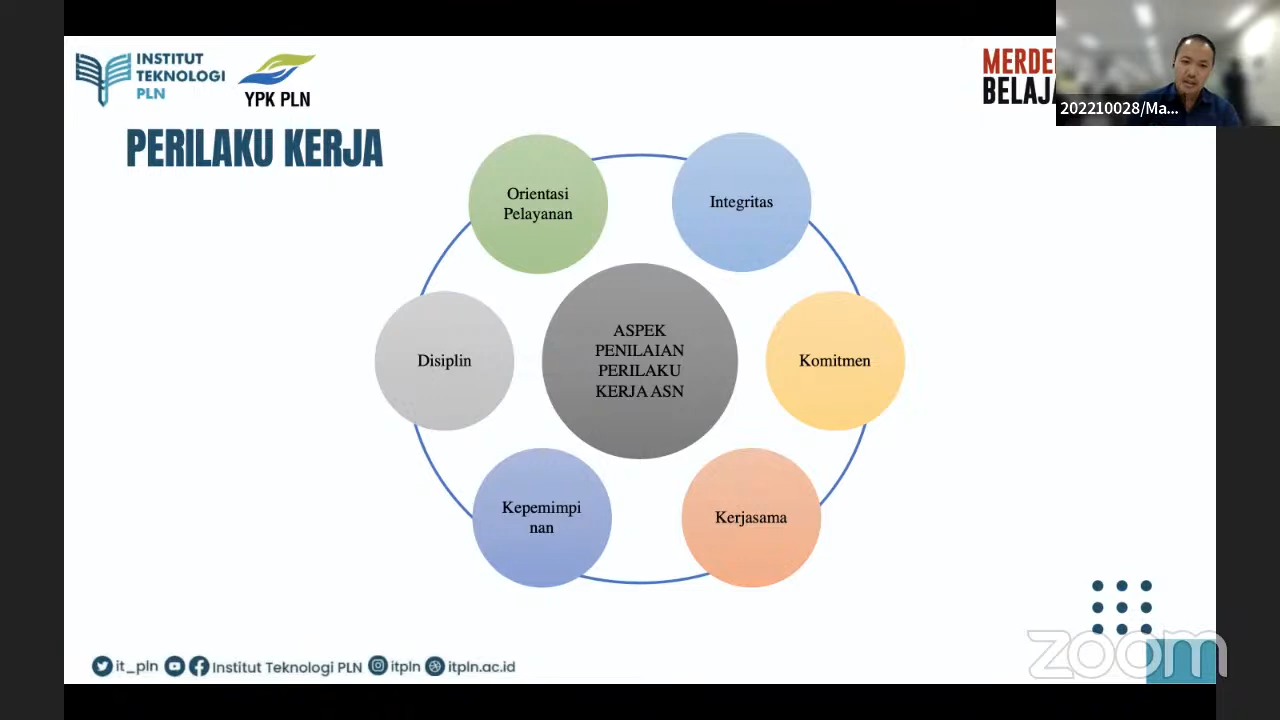 INSTITUT
TEKNOLOGI
PLN
YPK PLN
MERDE
BELAJA
202210028/Ma...
PERILAKU KERJA
Orientasi
Pelayanan
Integritas
Disiplin
ASPEK
PENILAIAN
PERILAKU
KERJA ASN
Komitmen
Kepemimpi
nan
Kerjasama
it_pln
Institut Teknologi PLN
itpln
itpln.ac.id
zoom